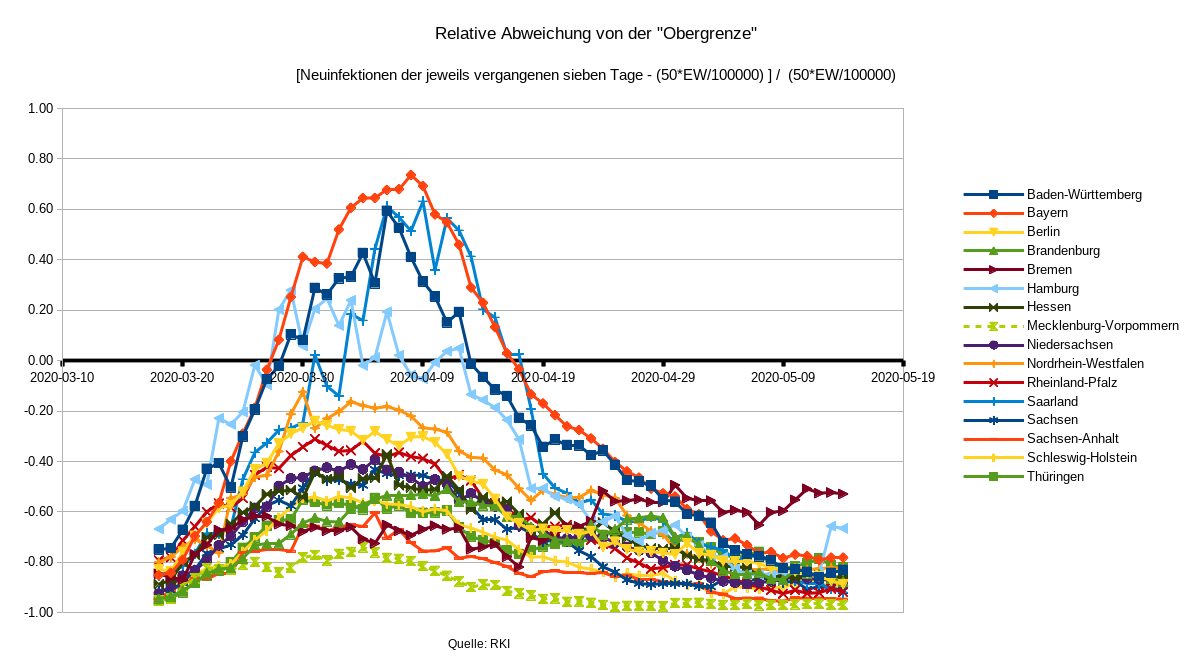 Relative Abweichung von der "Obergrenze"
[Neuinfektionen der jeweils vergangenen sieben Tage - (50*EW/100000) ] /  (50*EW/100000)
1.00
0.80
0.60
0.40
0.20
0.00
-0.20
-0.40
-0.60
-0.80
-1.00
2020-03-10 2020-03-20 2020-03-30 2020-04-09 2020-04-19 2020-04-29 2020-05-09 2020-05-19
Baden-Württemberg
Bayern
Berlin
Brandenburg
Bremen
Hamburg
Hessen
Mecklenburg-Vorpommern
Niedersachsen
Nordrhein-Westfalen
Rheinland-Pfalz
Saarland
Sachsen
Sachsen-Anhalt
Schleswig-Holstein
Thüringen
Quelle: RKI